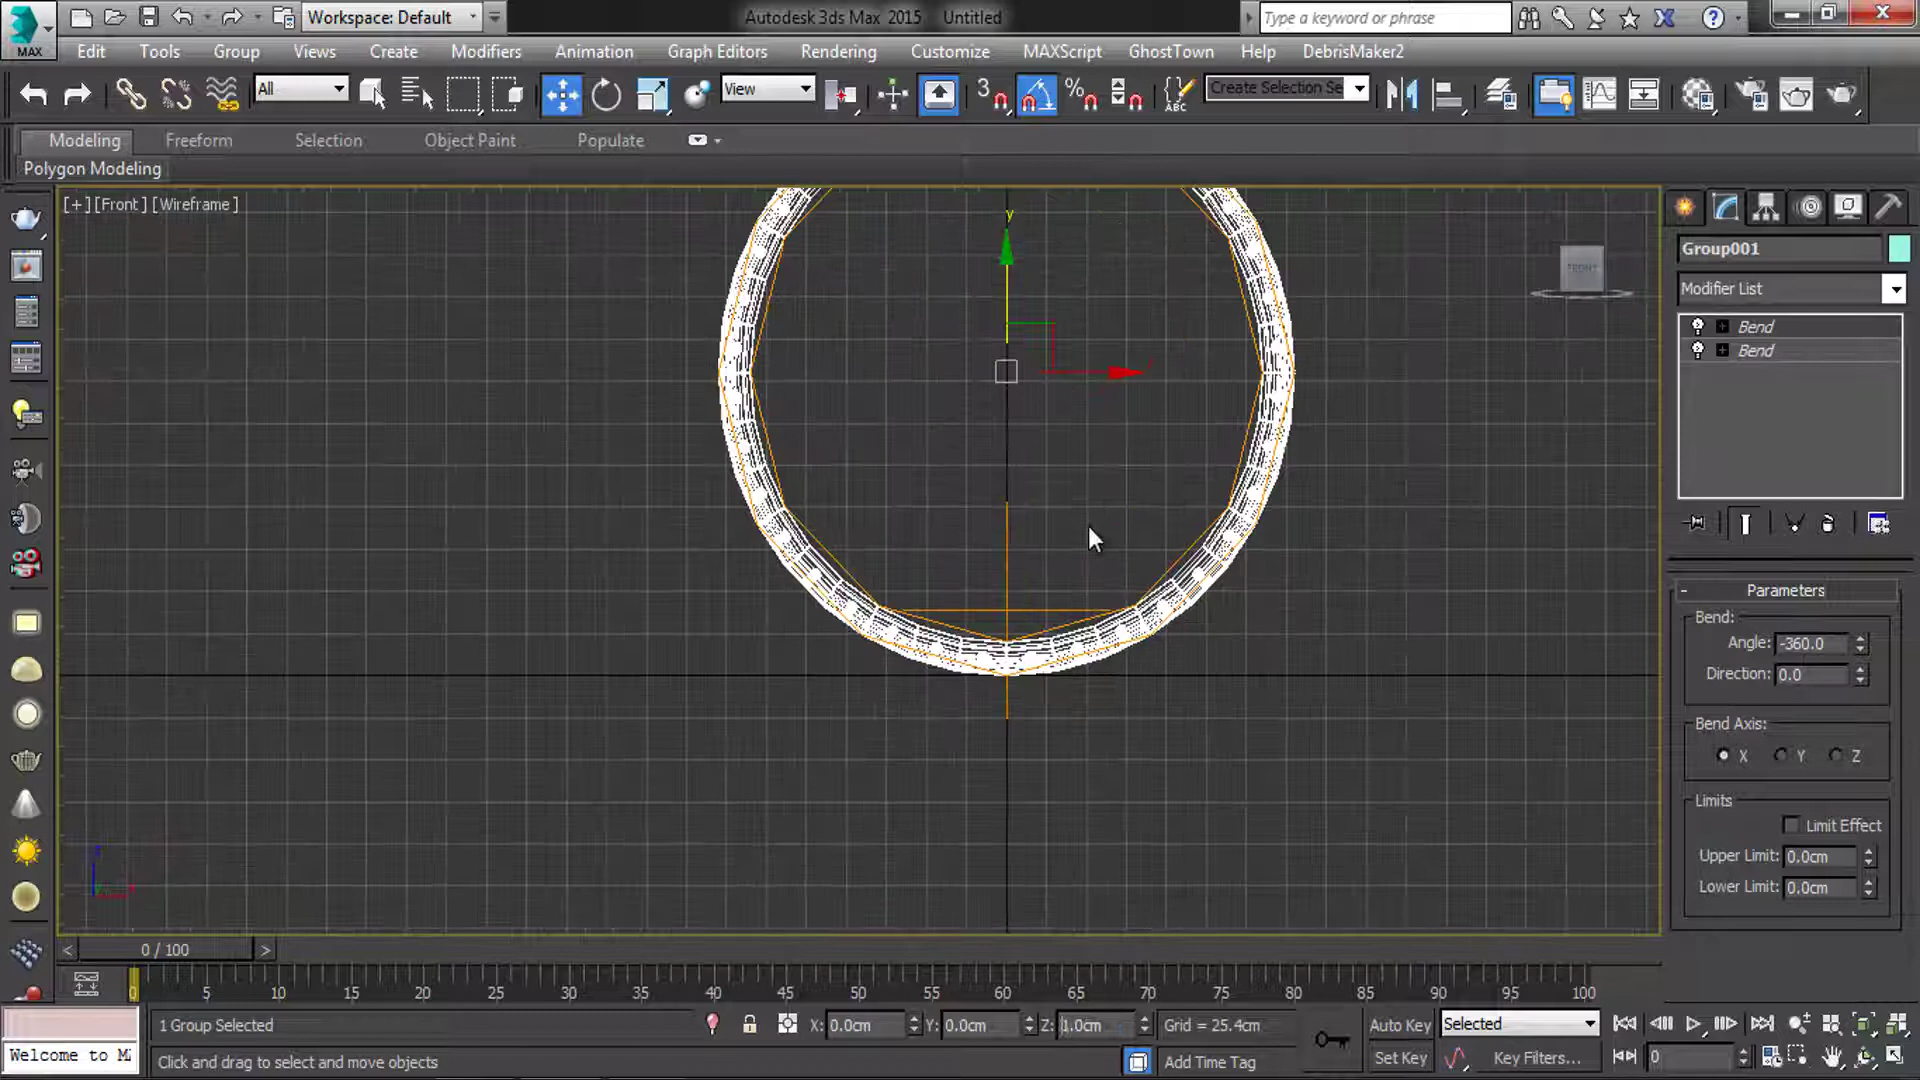 Workspace: Default
Autodesk 3ds Max 2015 Untitled
Type a keyword or phrase
MAX
Edit Tools Group Views Create Modifiers Animation Graph Editors Rendering Customize MAXScript GhostTown Help DebrisMaker2
All
View
3
%
ABC
Create Selection Se
Modeling Freeform Selection Object Paint Populate
Polygon Modeling
[+] [Front ] [Wireframe ]
y
FRONT
Group001
Modifier List
Bend
Bend
- Parameters
Bend:
Angle: -360.0
Direction: 0.0
Bend Axis:
X Y Z
Limits
Limit Effect
Upper Limit: 0.0cm
Lower Limit: 0.0cm
< 0 / 100 >
0 5 10 15 20 25 30 35 40 45 50 55 60 65 70 75 80 85 90 95 100
1 Group Selected
X: 0.0cm Y: 0.0cm Z: 1.0cm Grid = 25.4cm
Auto Key Selected
Welcome to M
Click and drag to select and move objects
Add Time Tag
Set Key Key Filters...
0